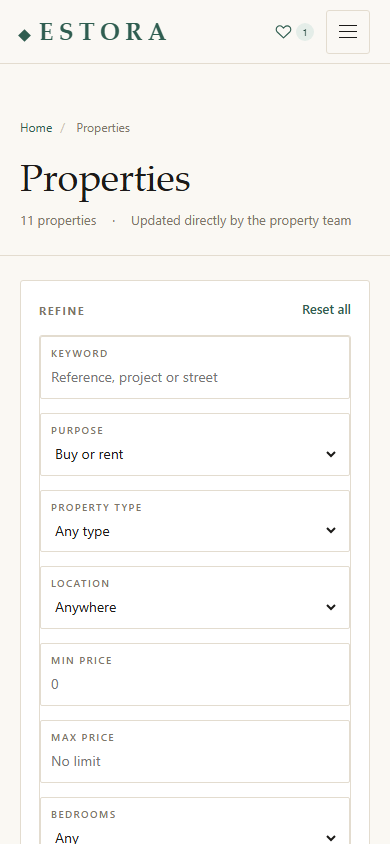 ESTORA
1
Home / Properties
Properties
11 properties · Updated directly by the property team
REFINE
Reset all
KEYWORD
Reference, project or street
PURPOSE
Buy or rent
PROPERTY TYPE
Any type
LOCATION
Anywhere
MIN PRICE
0
MAX PRICE
No limit
BEDROOMS
Any